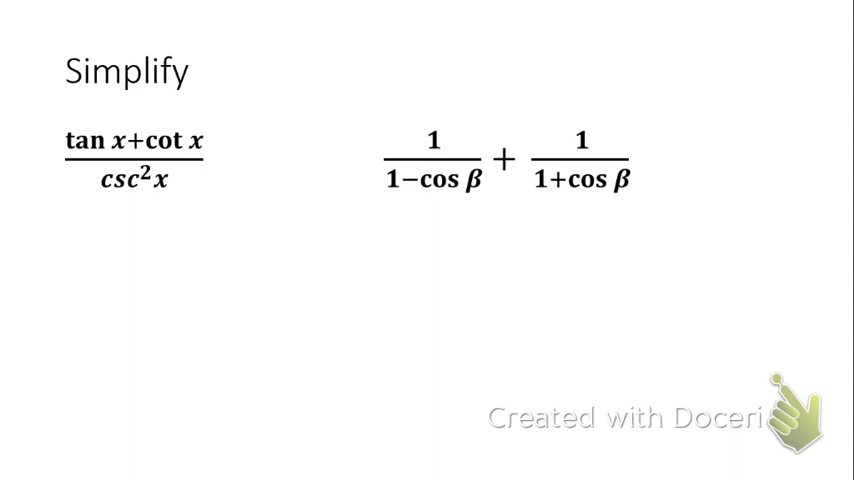 Simplify
tan x+cot x / csc²x    1 / 1−cos β + 1 / 1+cos β
Created with Doceri